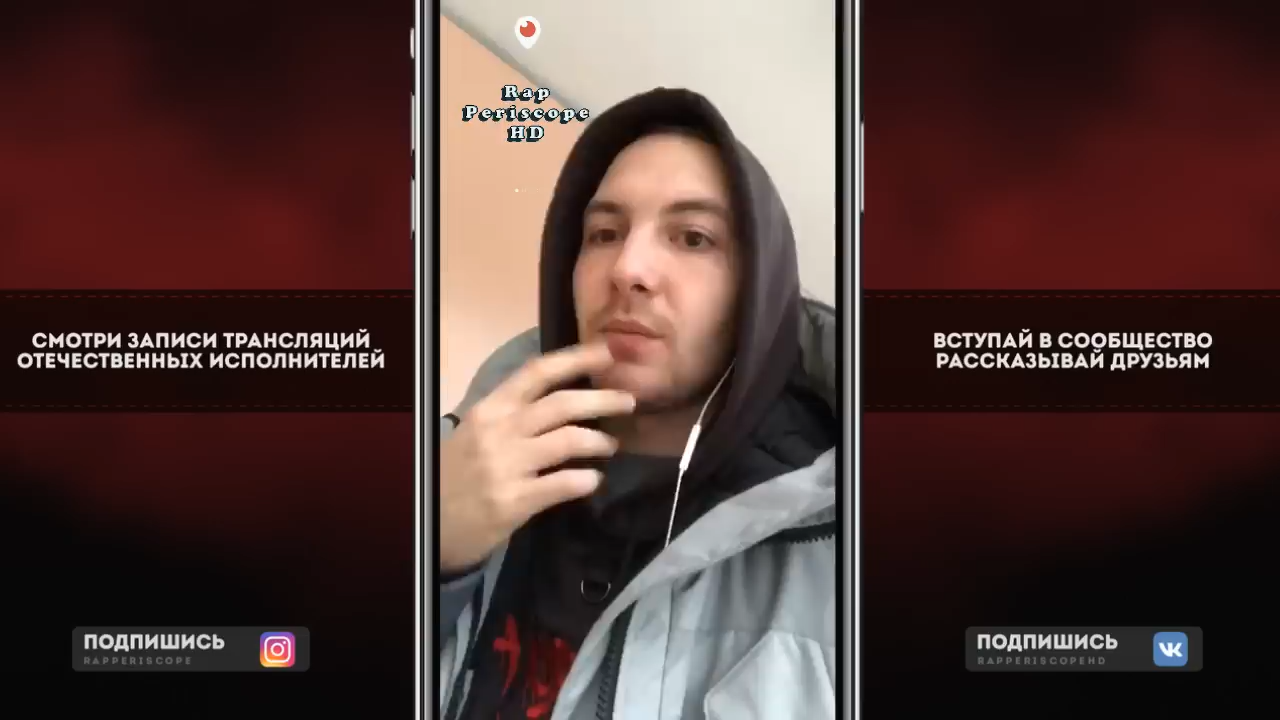 Rap
Periscope
HD
СМОТРИ ЗАПИСИ ТРАНСЛЯЦИЙ
ОТЕЧЕСТВЕННЫХ ИСПОЛНИТЕЛЕЙ
ВСТУПАЙ В СООБЩЕСТВО
РАССКАЗЫВАЙ ДРУЗЬЯМ
ПОДПИШИСЬ
RAPPERISCOPE
ПОДПИШИСЬ
RAPPERISCOPEHD